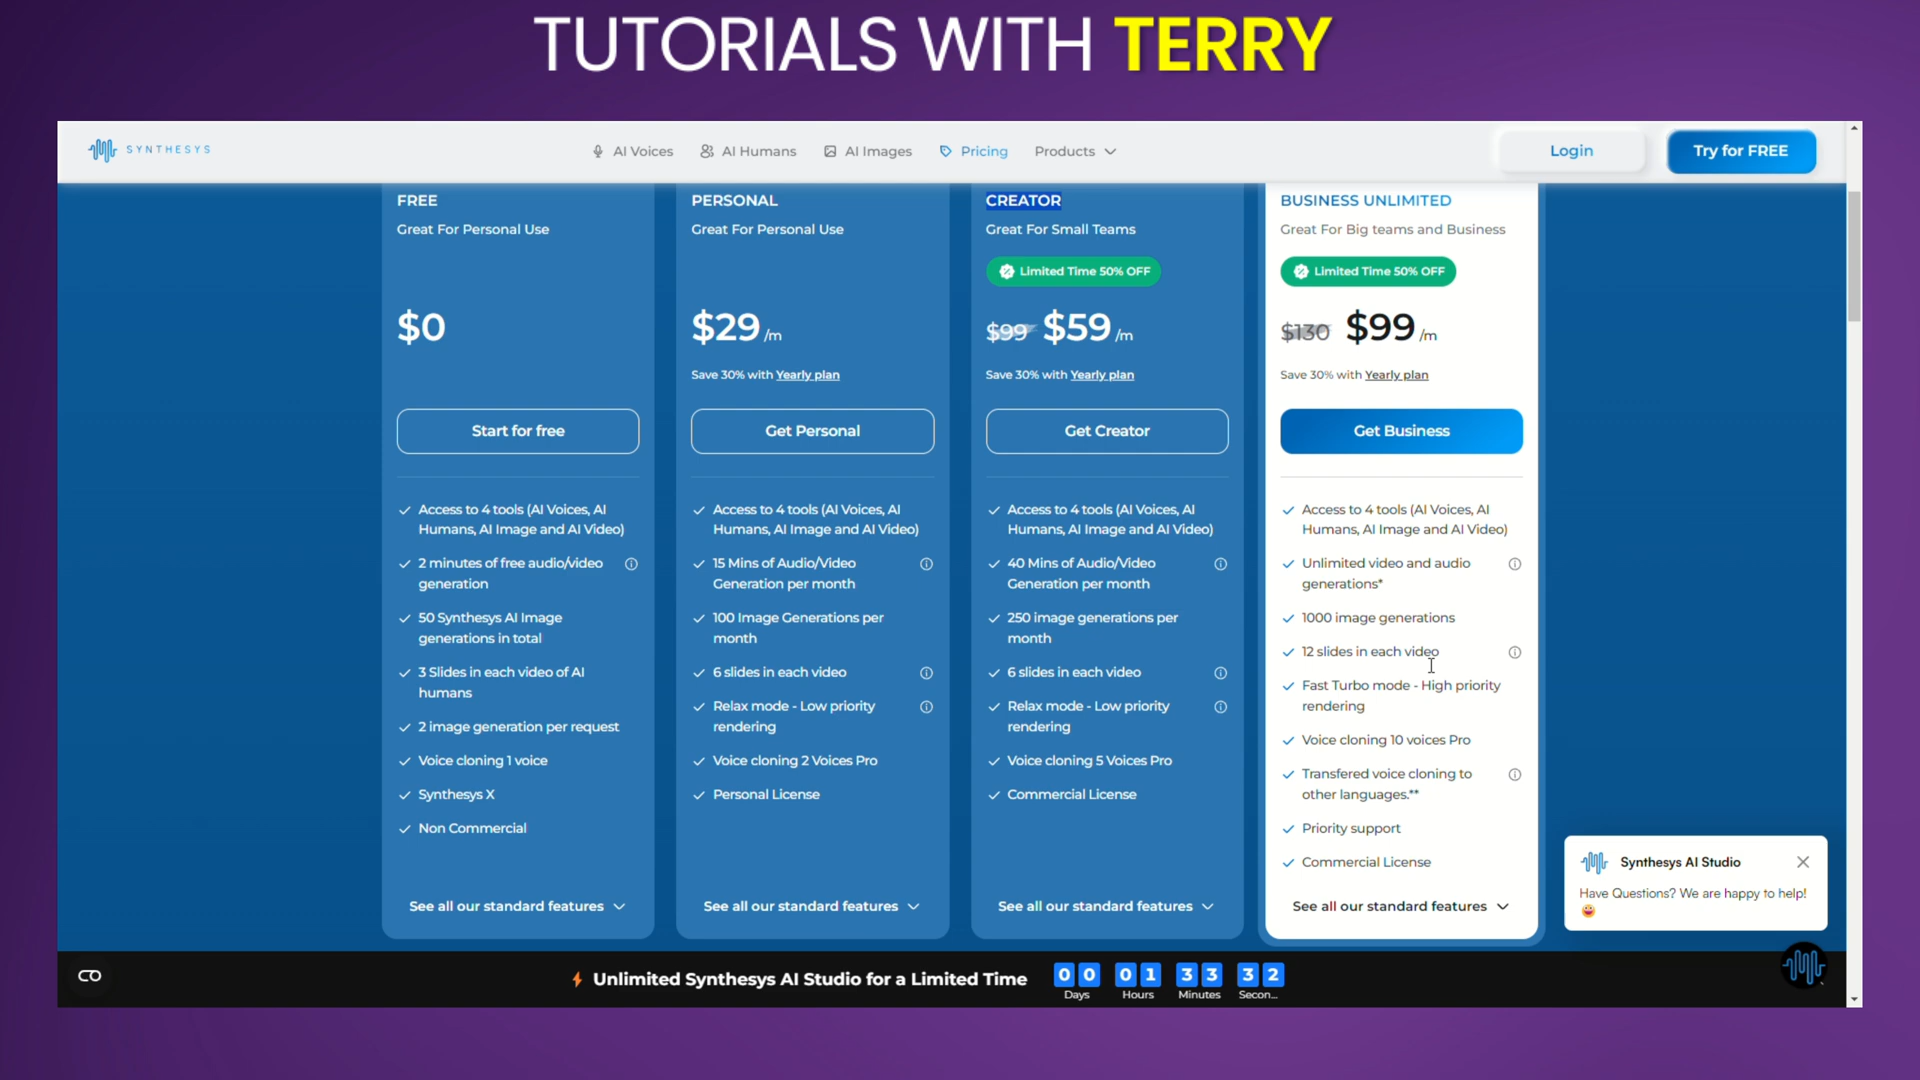 TUTORIALS WITH TERRY
SYNTHESYS
AI Voices
AI Humans
AI Images
Pricing
Products
Login
Try for FREE
FREE
Great For Personal Use
$0
Start for free
Access to 4 tools (AI Voices, AI
Humans, AI Image and AI Video)
2 minutes of free audio/video
generation
50 Synthesys AI Image
generations in total
3 Slides in each video of AI
humans
2 image generation per request
Voice cloning 1 voice
Synthesys X
Non Commercial
See all our standard features
PERSONAL
Great For Personal Use
$29 /m
Save 30% with Yearly plan
Get Personal
Access to 4 tools (AI Voices, AI
Humans, AI Image and AI Video)
15 Mins of Audio/Video
Generation per month
100 Image Generations per
month
6 slides in each video
Relax mode - Low priority
rendering
Voice cloning 2 Voices Pro
Personal License
See all our standard features
CREATOR
Great For Small Teams
Limited Time 50% OFF
$99 $59 /m
Save 30% with Yearly plan
Get Creator
Access to 4 tools (AI Voices, AI
Humans, AI Image and AI Video)
40 Mins of Audio/Video
Generation per month
250 image generations per
month
6 slides in each video
Relax mode - Low priority
rendering
Voice cloning 5 Voices Pro
Commercial License
See all our standard features
BUSINESS UNLIMITED
Great For Big teams and Business
Limited Time 50% OFF
$130 $99 /m
Save 30% with Yearly plan
Get Business
Access to 4 tools (AI Voices, AI
Humans, AI Image and AI Video)
Unlimited video and audio
generations*
1000 image generations
12 slides in each video
Fast Turbo mode - High priority
rendering
Voice cloning 10 voices Pro
Transfered voice cloning to
other languages.**
Priority support
Commercial License
See all our standard features
Synthesys AI Studio
Have Questions? We are happy to help!
Unlimited Synthesys AI Studio for a Limited Time
00 01 33 32
Days Hours Minutes Secon...